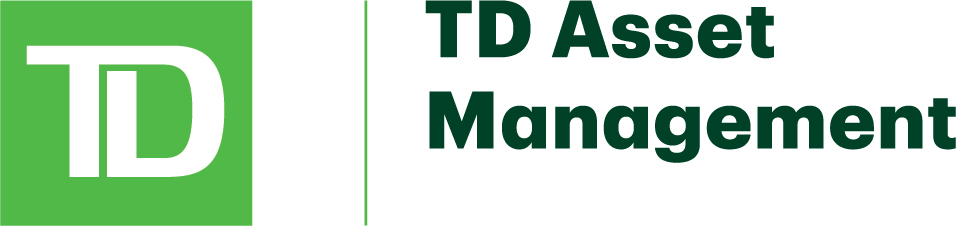 TD
TD Asset
Management